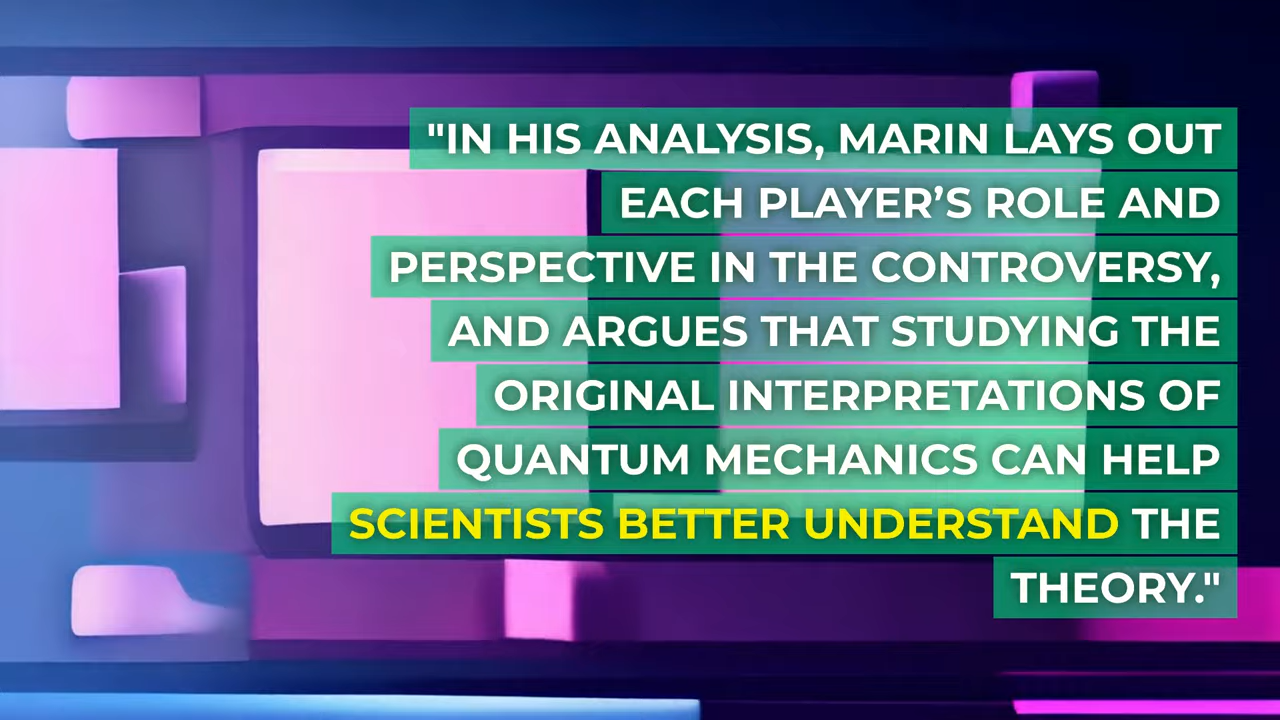 "IN HIS ANALYSIS, MARIN LAYS OUT
EACH PLAYER’S ROLE AND
PERSPECTIVE IN THE CONTROVERSY,
AND ARGUES THAT STUDYING THE
ORIGINAL INTERPRETATIONS OF
QUANTUM MECHANICS CAN HELP
SCIENTISTS BETTER UNDERSTAND THE
THEORY."